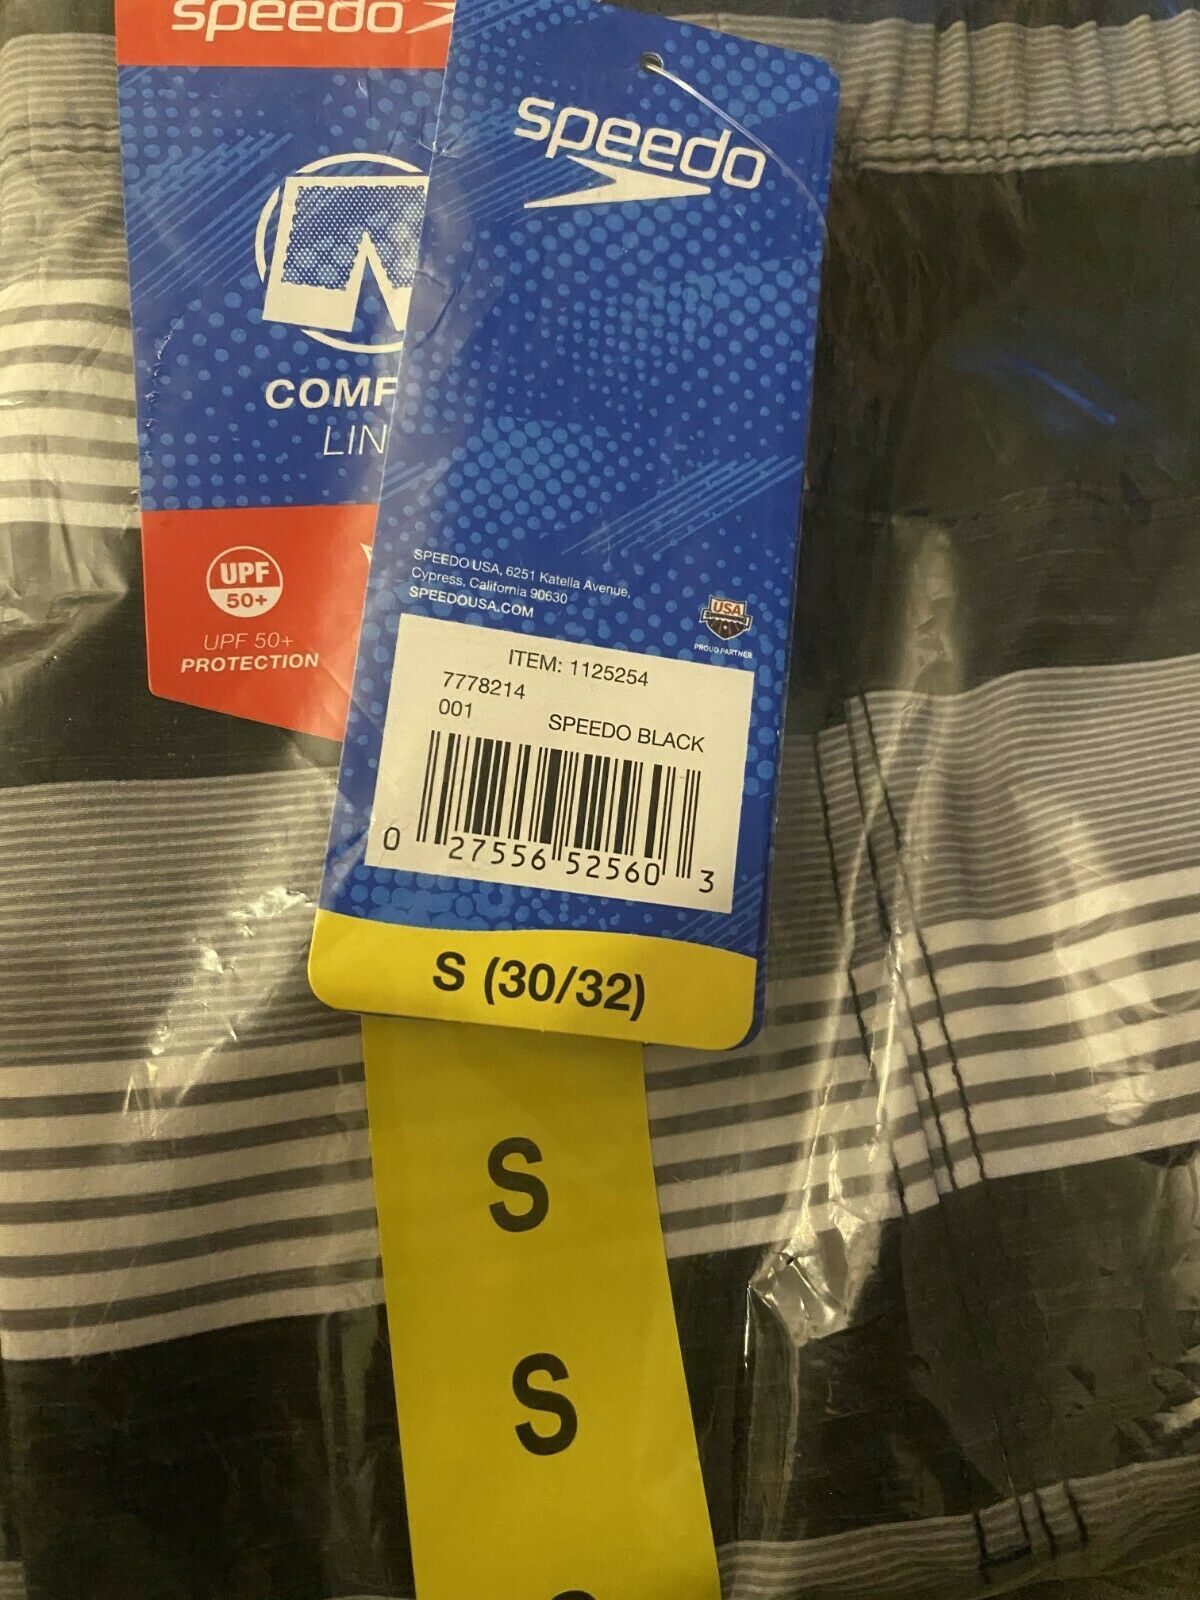 speedo
COMF
LIN
UPF
50+
UPF 50+
PROTECTION
speedo
SPEEDO USA, 6251 Katella Avenue,
Cypress, California 90630
SPEEDOUSA.COM
USA
PROUD PARTNER
ITEM: 1125254
7778214
001 SPEEDO BLACK
0 27556 52560 3
S (30/32)
S
S